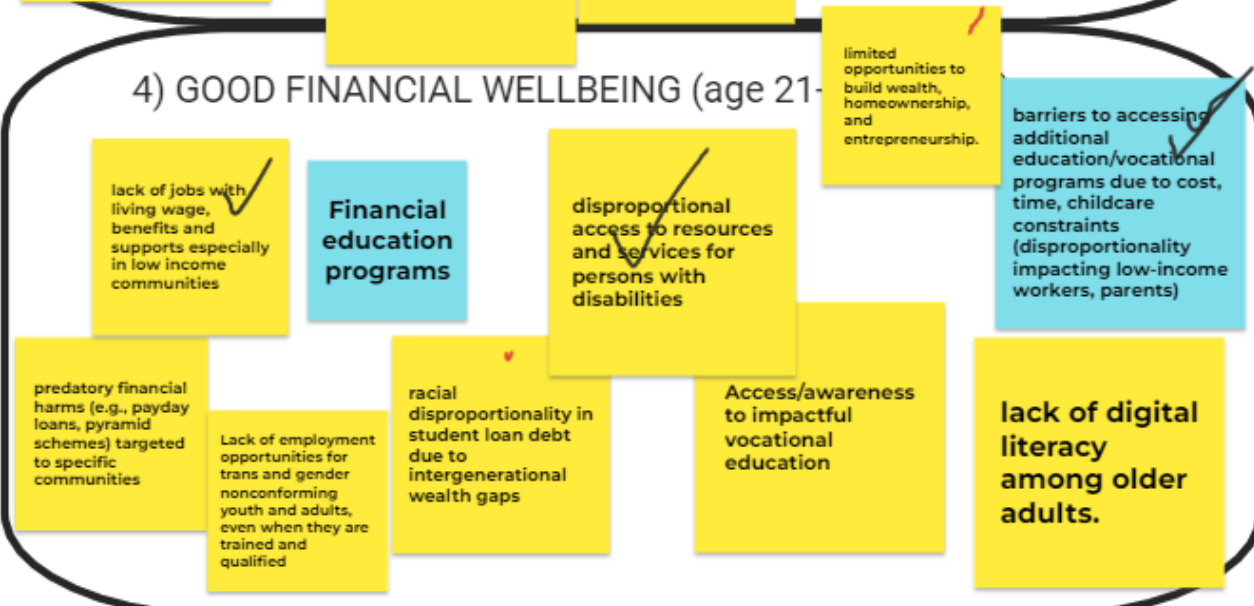 4) GOOD FINANCIAL WELLBEING (age 21-
limited
opportunities to
build wealth,
homeownership,
and
entrepreneurship.
barriers to accessing
additional
education/vocational
programs due to cost,
time, childcare
constraints
(disproportionality
impacting low-income
workers, parents)
lack of jobs with
living wage,
benefits and
supports especially
in low income
communities
Financial
education
programs
disproportional
access to resources
and services for
persons with
disabilities
predatory financial
harms (e.g., payday
loans, pyramid
schemes) targeted
to specific
communities
Lack of employment
opportunities for
trans and gender
nonconforming
youth and adults,
even when they are
trained and
qualified
racial
disproportionality in
student loan debt
due to
intergenerational
wealth gaps
Access/awareness
to impactful
vocational
education
lack of digital
literacy
among older
adults.